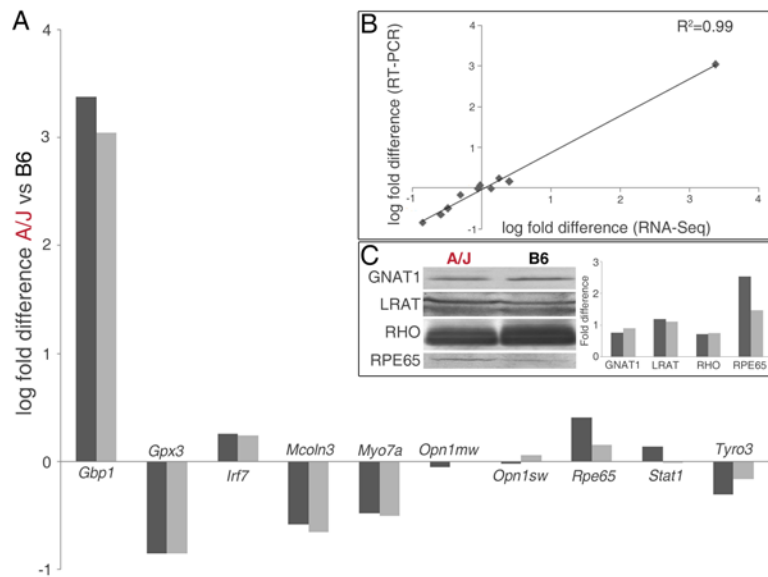 A
log fold difference A/J vs B6
4
3
2
1
0
-1
Gbp1
Gpx3
Irf7
Mcoln3
Myo7a
Opn1mw
Opn1sw
Rpe65
Stat1
Tyro3
B
R²=0.99
log fold difference (RT-PCR)
4
3
2
1
-1
-1
1
2
3
4
log fold difference (RNA-Seq)
C
A/J B6
GNAT1
LRAT
RHO
RPE65
Fold difference
3
2
1
0
GNAT1 LRAT RHO RPE65